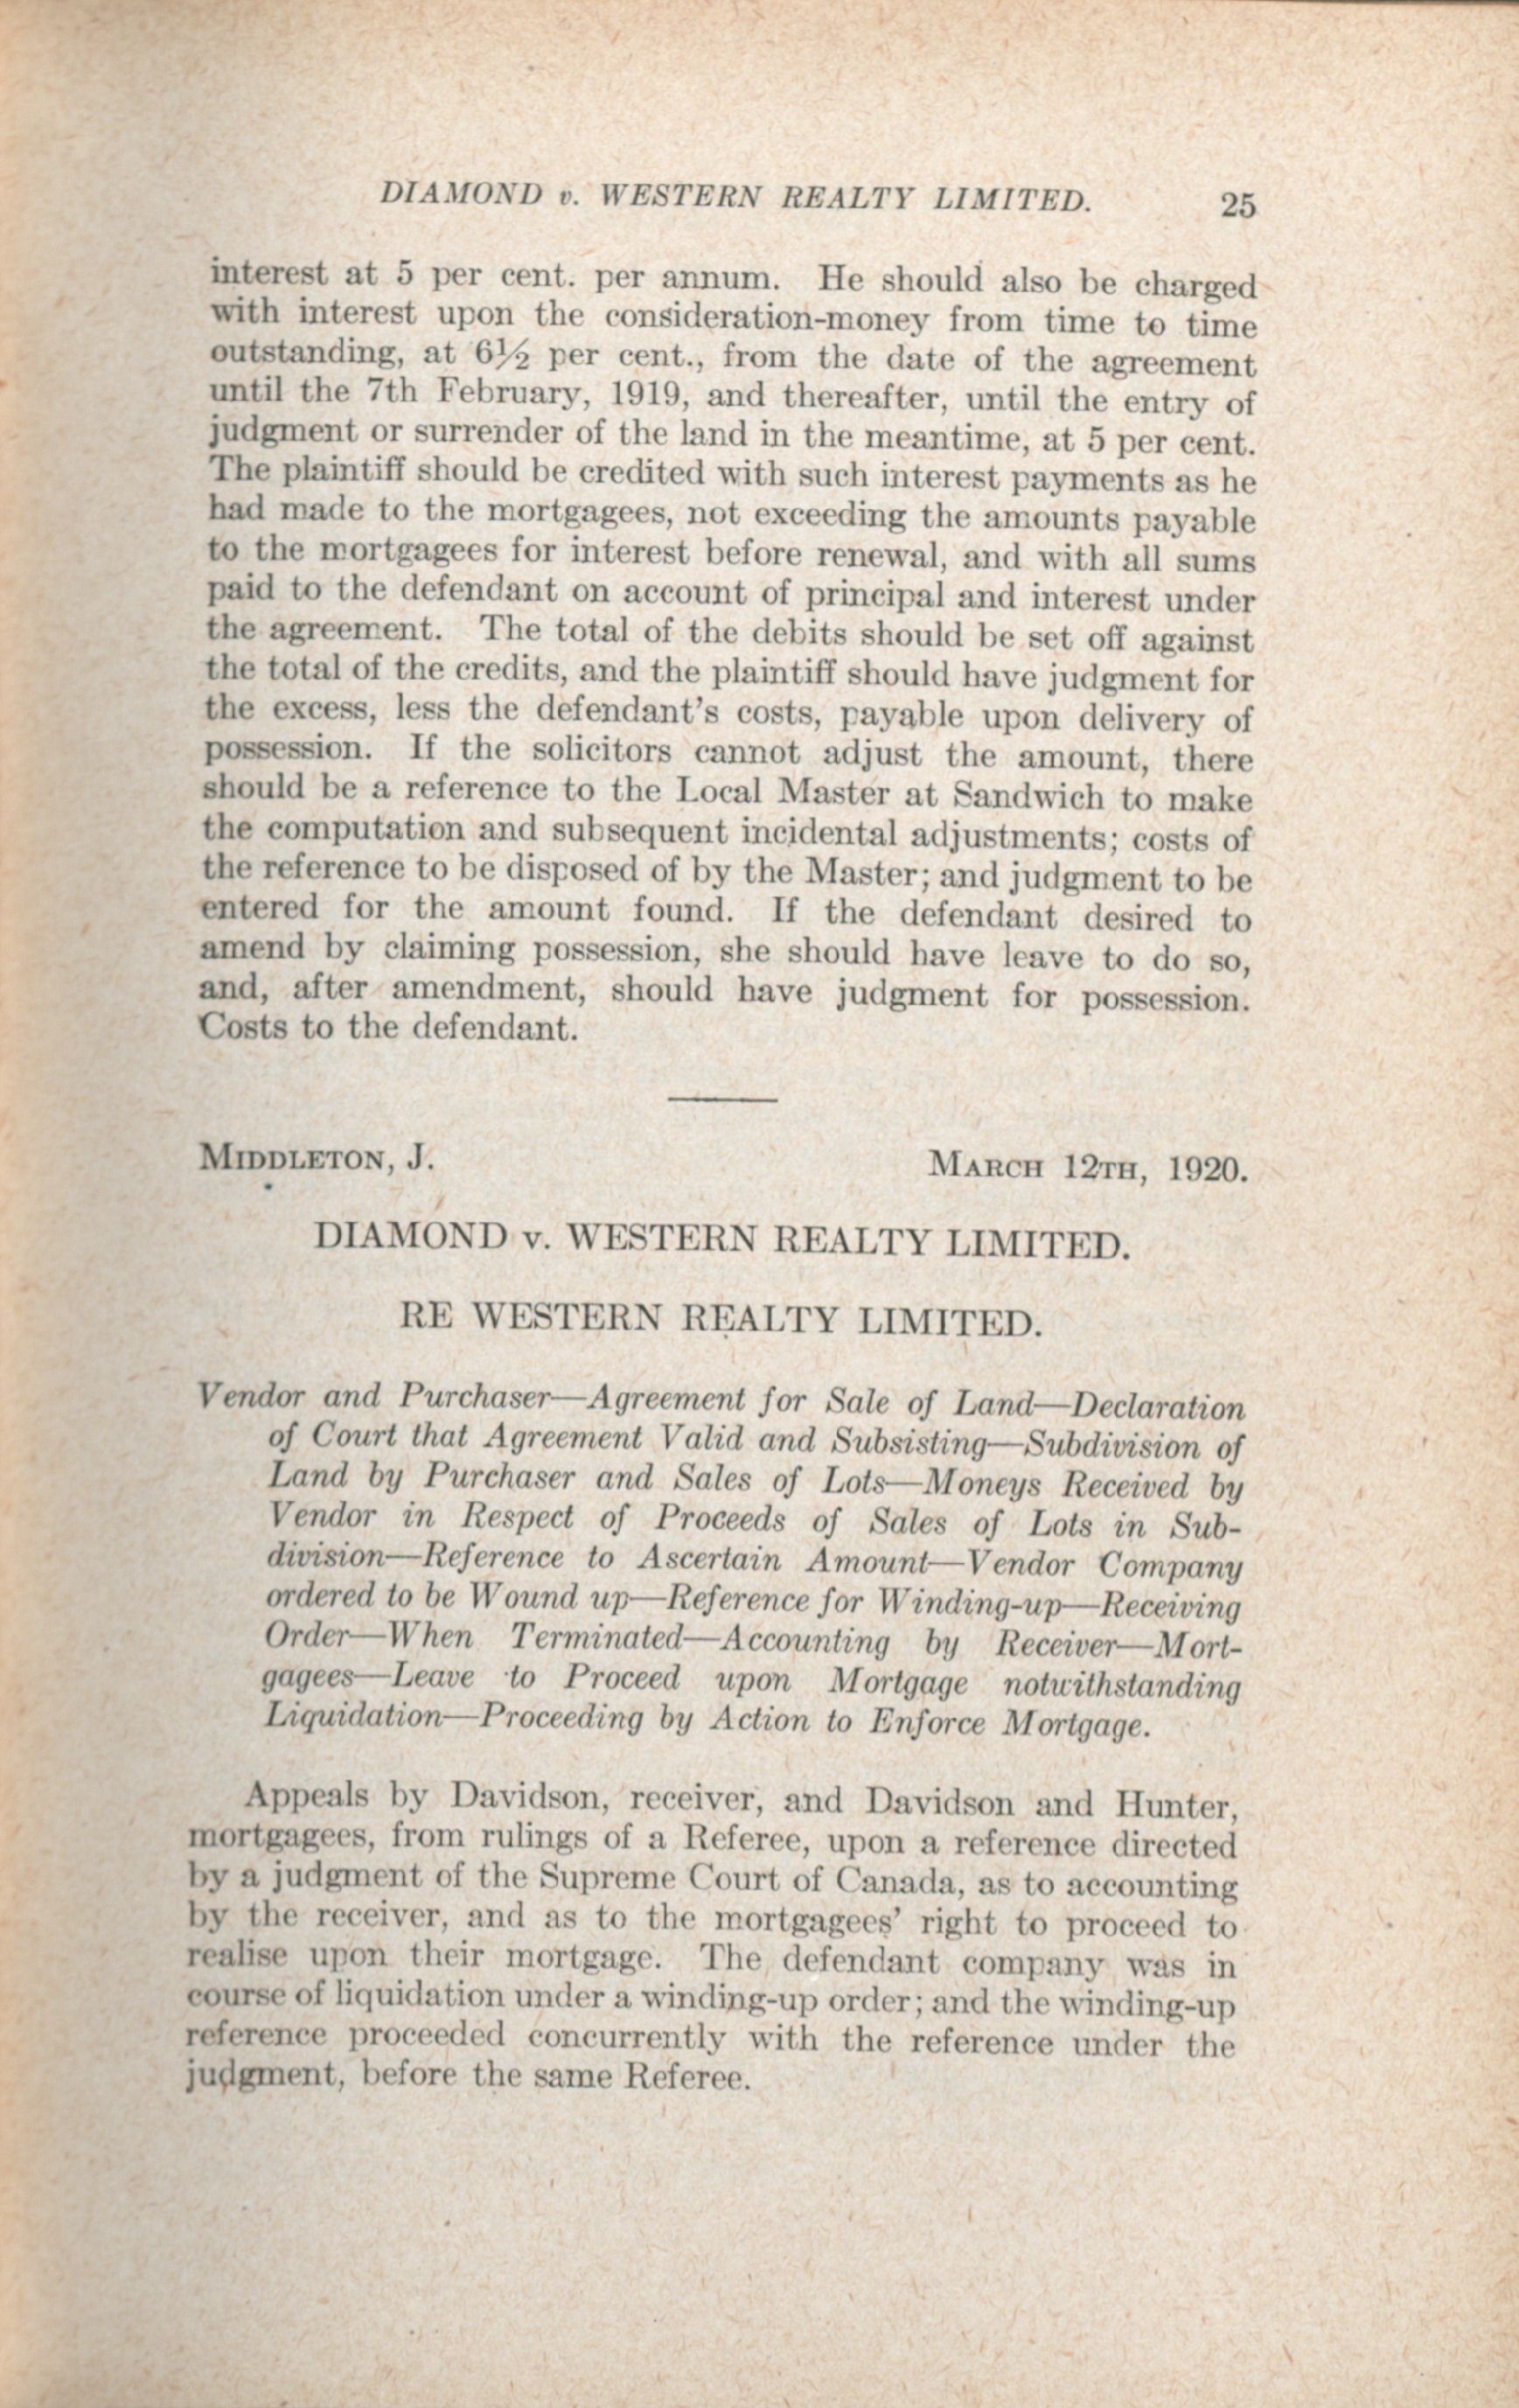 DIAMOND v. WESTERN REALTY LIMITED. 25
interest at 5 per cent. per annum. He should also be charged
with interest upon the consideration-money from time to time
outstanding, at 6½ per cent., from the date of the agreement
until the 7th February, 1919, and thereafter, until the entry of
judgment or surrender of the land in the meantime, at 5 per cent.
The plaintiff should be credited with such interest payments as he
had made to the mortgagees, not exceeding the amounts payable
to the mortgagees for interest before renewal, and with all sums
paid to the defendant on account of principal and interest under
the agreement. The total of the debits should be set off against
the total of the credits, and the plaintiff should have judgment for
the excess, less the defendant's costs, payable upon delivery of
possession. If the solicitors cannot adjust the amount, there
should be a reference to the Local Master at Sandwich to make
the computation and subsequent incidental adjustments; costs of
the reference to be disposed of by the Master; and judgment to be
entered for the amount found. If the defendant desired to
amend by claiming possession, she should have leave to do so,
and, after amendment, should have judgment for possession.
Costs to the defendant.
MIDDLETON, J. MARCH 12TH, 1920.
DIAMOND v. WESTERN REALTY LIMITED.
RE WESTERN REALTY LIMITED.
Vendor and Purchaser—Agreement for Sale of Land—Declaration
of Court that Agreement Valid and Subsisting—Subdivision of
Land by Purchaser and Sales of Lots—Moneys Received by
Vendor in Respect of Proceeds of Sales of Lots in Sub-
division—Reference to Ascertain Amount—Vendor Company
ordered to be Wound up—Reference for Winding-up—Receiving
Order—When Terminated—Accounting by Receiver—Mort-
gagees—Leave to Proceed upon Mortgage notwithstanding
Liquidation—Proceeding by Action to Enforce Mortgage.
Appeals by Davidson, receiver, and Davidson and Hunter,
mortgagees, from rulings of a Referee, upon a reference directed
by a judgment of the Supreme Court of Canada, as to accounting
by the receiver, and as to the mortgagees' right to proceed to
realise upon their mortgage. The defendant company was in
course of liquidation under a winding-up order; and the winding-up
reference proceeded concurrently with the reference under the
judgment, before the same Referee.